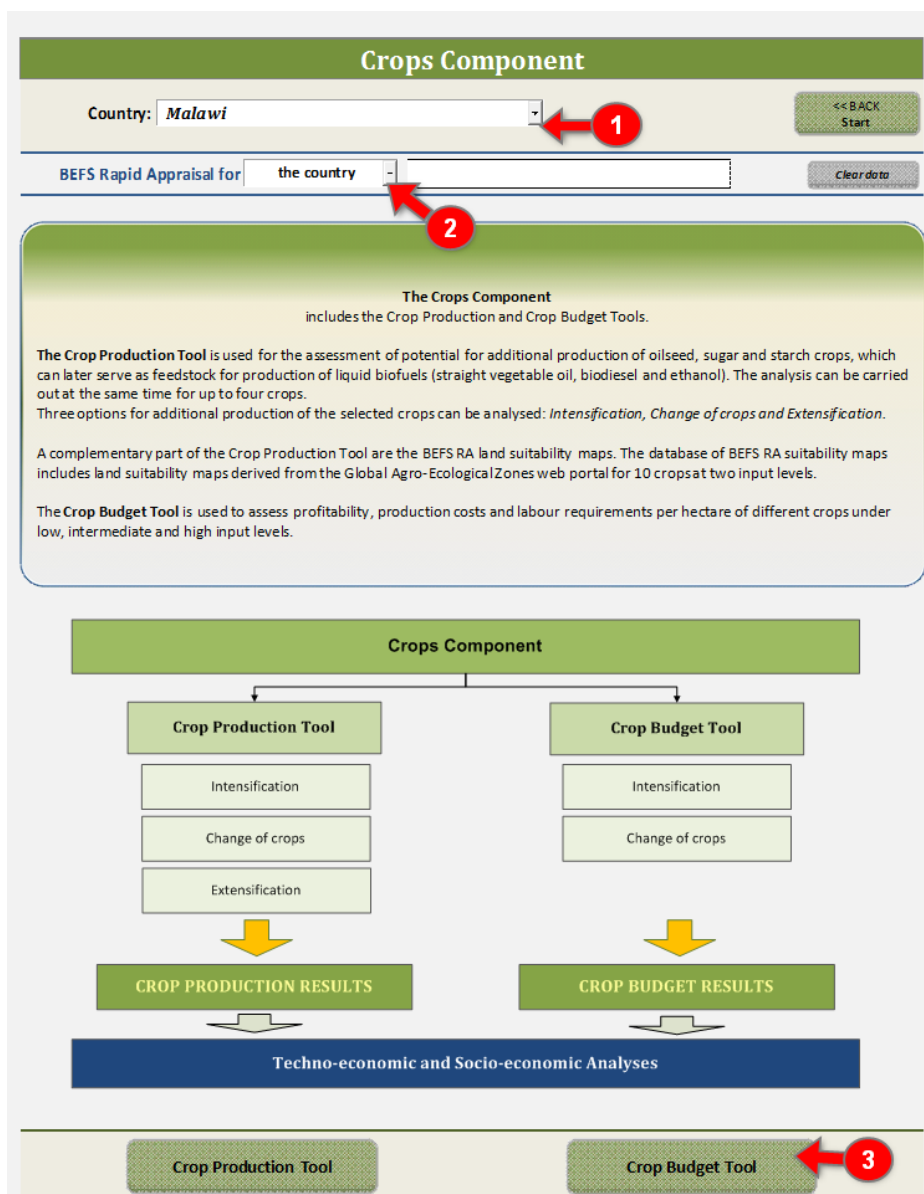 Crops Component
Country: Malawi
1
<< BACK
Start
BEFS Rapid Appraisal for the country
Clear data
2
The Crops Component
includes the Crop Production and Crop Budget Tools.
The Crop Production Tool is used for the assessment of potential for additional production of oilseed, sugar and starch crops, which
can later serve as feedstock for production of liquid biofuels (straight vegetable oil, biodiesel and ethanol). The analysis can be carried
out at the same time for up to four crops.
Three options for additional production of the selected crops can be analysed: Intensification, Change of crops and Extensification.
A complementary part of the Crop Production Tool are the BEFS RA land suitability maps. The database of BEFS RA suitability maps
includes land suitability maps derived from the Global Agro-Ecological Zones web portal for 10 crops at two input levels.
The Crop Budget Tool is used to assess profitability, production costs and labour requirements per hectare of different crops under
low, intermediate and high input levels.
Crops Component
Crop Production Tool
Crop Budget Tool
Intensification
Intensification
Change of crops
Change of crops
Extensification
CROP PRODUCTION RESULTS
CROP BUDGET RESULTS
Techno-economic and Socio-economic Analyses
Crop Production Tool
Crop Budget Tool
3